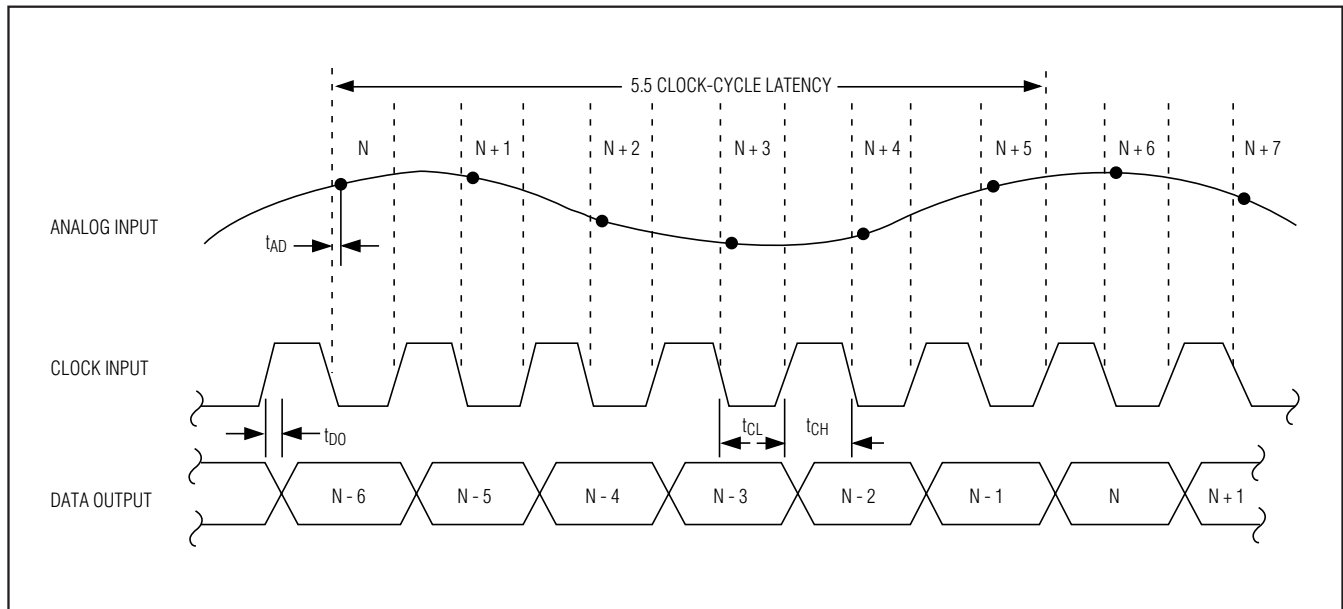 5.5 CLOCK-CYCLE LATENCY
N N + 1 N + 2 N + 3 N + 4 N + 5 N + 6 N + 7
ANALOG INPUT
tAD
CLOCK INPUT
tDO tCL tCH
DATA OUTPUT N - 6 N - 5 N - 4 N - 3 N - 2 N - 1 N N + 1